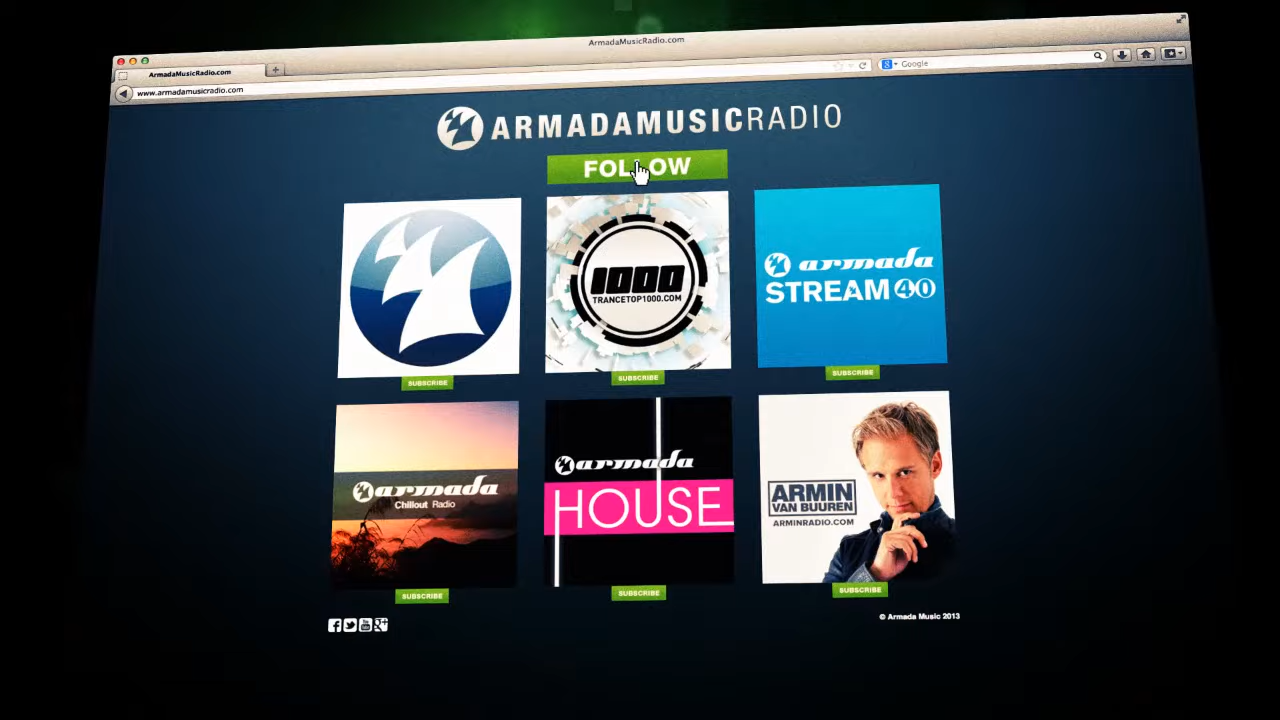 ArmadaMusicRadio.com
ArmadaMusicRadio.com
www.armadamusicradio.com
Google
ARMADAMUSICRADIO
FOLLOW
1000
TRANCETOP1000.COM
armada
STREAM 40
SUBSCRIBE
SUBSCRIBE
SUBSCRIBE
armada
Chillout Radio
armada
HOUSE
ARMIN
VAN BUUREN
ARMINRADIO.COM
SUBSCRIBE
SUBSCRIBE
SUBSCRIBE
© Armada Music 2013